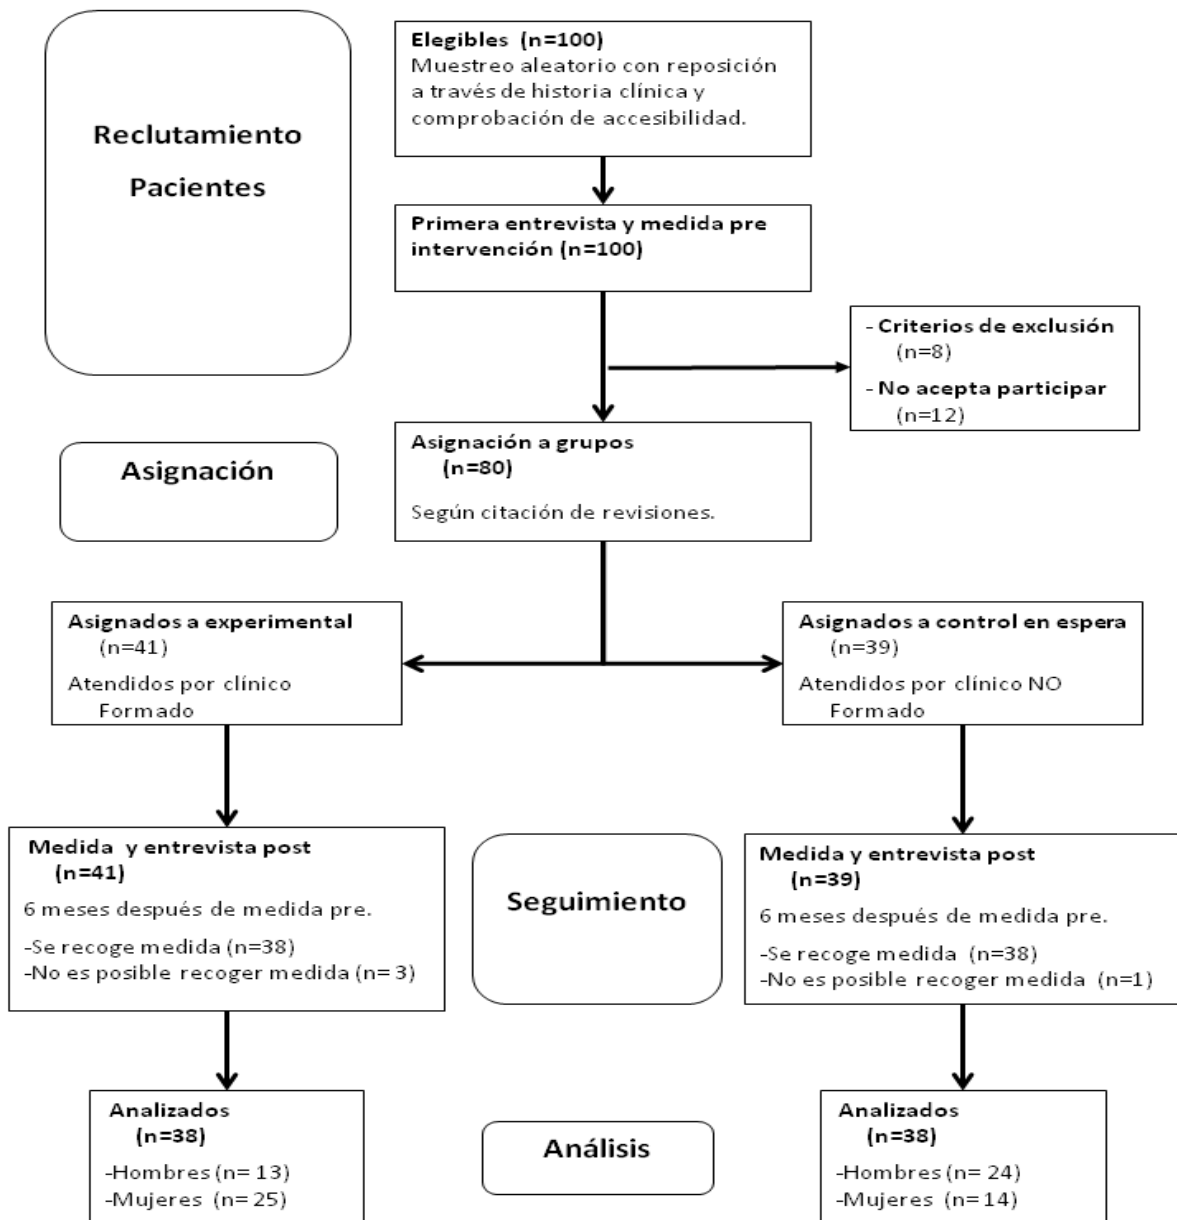 Reclutamiento
Pacientes
Elegibles (n=100)
Muestreo aleatorio con reposición
a través de historia clínica y
comprobación de accesibilidad.
Primera entrevista y medida pre
intervención (n=100)
- Criterios de exclusión
(n=8)
- No acepta participar
(n=12)
Asignación
Asignación a grupos
(n=80)
Según citación de revisiones.
Asignados a experimental
(n=41)
Atendidos por clínico
Formado
Asignados a control en espera
(n=39)
Atendidos por clínico NO
Formado
Medida y entrevista post
(n=41)
6 meses después de medida pre.
-Se recoge medida (n=38)
-No es posible recoger medida (n= 3)
Seguimiento
Medida y entrevista post
(n=39)
6 meses después de medida pre.
-Se recoge medida (n=38)
-No es posible recoger medida (n=1)
Analizados
(n=38)
-Hombres (n= 13)
-Mujeres (n= 25)
Análisis
Analizados
(n=38)
-Hombres (n= 24)
-Mujeres (n= 14)